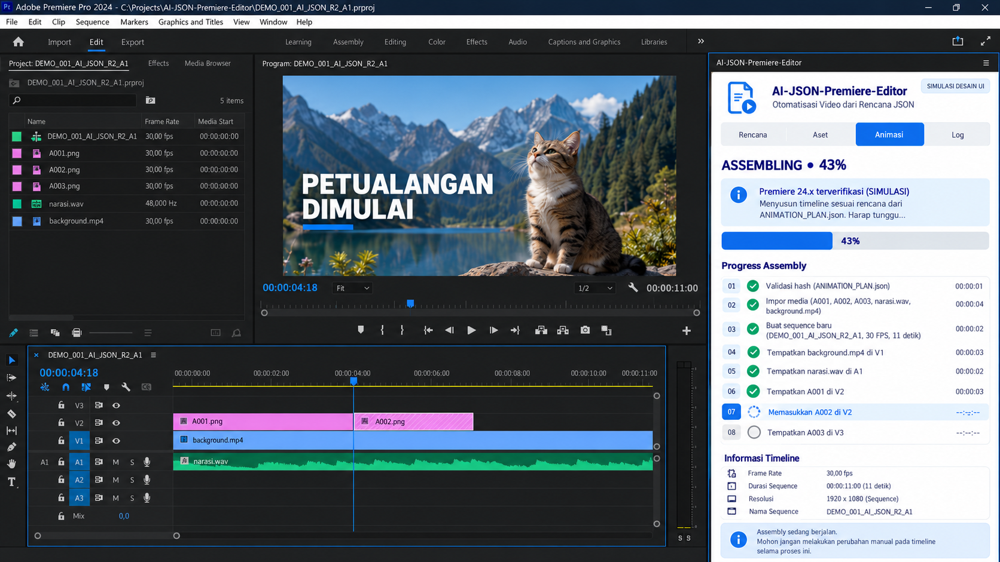 Pr Adobe Premiere Pro 2024 - C:\Projects\AI-JSON-Premiere-Editor\DEMO_001_AI_JSON_R2_A1.prproj
File Edit Clip Sequence Markers Graphics and Titles View Window Help
Import Edit Export Learning Assembly Editing Color Effects Audio Captions and Graphics Libraries
Project: DEMO_001_AI_JSON_R2_A1 Effects Media Browser
DEMO_001_AI_JSON_R2_A1.prproj
5 items
Name Frame Rate Media Start
DEMO_001_AI_JSON_R2_A1 30,00 fps 00:00:00:00
A001.png 30,00 fps 00:00:00:00
A002.png 30,00 fps 00:00:00:00
A003.png 30,00 fps 00:00:00:00
narasi.wav 48,000 Hz 00:00:00:00
background.mp4 30,00 fps 00:00:00:00
Program: DEMO_001_AI_JSON_R2_A1
PETUALANGAN
DIMULAI
00:00:04:18 Fit 1/2 00:00:11:00
DEMO_001_AI_JSON_R2_A1
00:00:04:18
00:00:00:00 00:00:02:00 00:00:04:00 00:00:06:00 00:00:08:00 00:00:10:00 00:00:11:00
V3
V2 A001.png A002.png
V1 background.mp4
A1 A1 M S narasi.wav
A2 M S
A3 M S
Mix 0,0
S S
AI-JSON-Premiere-Editor
AI-JSON-Premiere-Editor
SIMULASI DESAIN UI
Otomatisasi Video dari Rencana JSON
Rencana Aset Animasi Log
ASSEMBLING • 43%
Premiere 24.x terverifikasi (SIMULASI)
Menyusun timeline sesuai rencana dari
ANIMATION_PLAN.json. Harap tunggu...
43%
Progress Assembly
01 Validasi hash (ANIMATION_PLAN.json) 00:00:01
02 Impor media (A001, A002, A003, narasi.wav, 00:00:04
background.mp4)
03 Buat sequence baru 00:00:02
(DEMO_001_AI_JSON_R2_A1, 30 FPS, 11 detik)
04 Tempatkan background.mp4 di V1 00:00:03
05 Tempatkan narasi.wav di A1 00:00:02
06 Tempatkan A001 di V2 00:00:03
07 Memasukkan A002 di V2 --:--:--
08 Tempatkan A003 di V3 --:--:--
Informasi Timeline
Frame Rate 30,00 fps
Durasi Sequence 00:00:11:00 (11 detik)
Resolusi 1920 x 1080 (Sequence)
Nama Sequence DEMO_001_AI_JSON_R2_A1
Assembly sedang berjalan.
Mohon jangan melakukan perubahan manual pada timeline
selama proses ini.